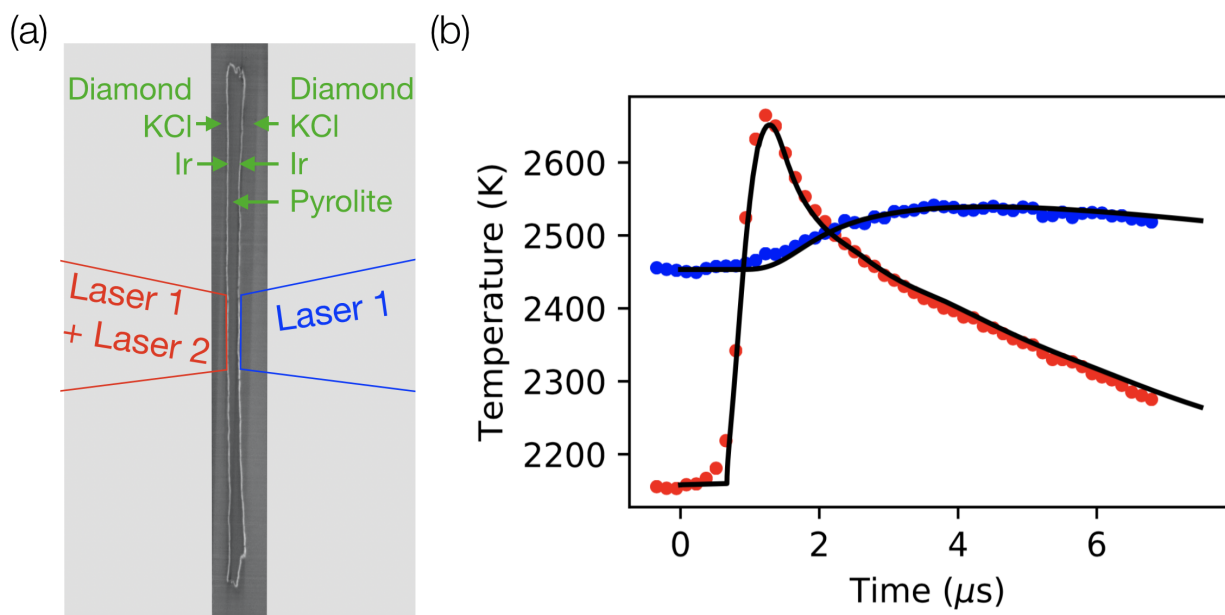 (a)
Diamond Diamond
KCl KCl
Ir Ir
Pyrolite
Laser 1
+ Laser 2
Laser 1
(b)
Temperature (K)
2600
2500
2400
2300
2200
0 2 4 6
Time (μs)